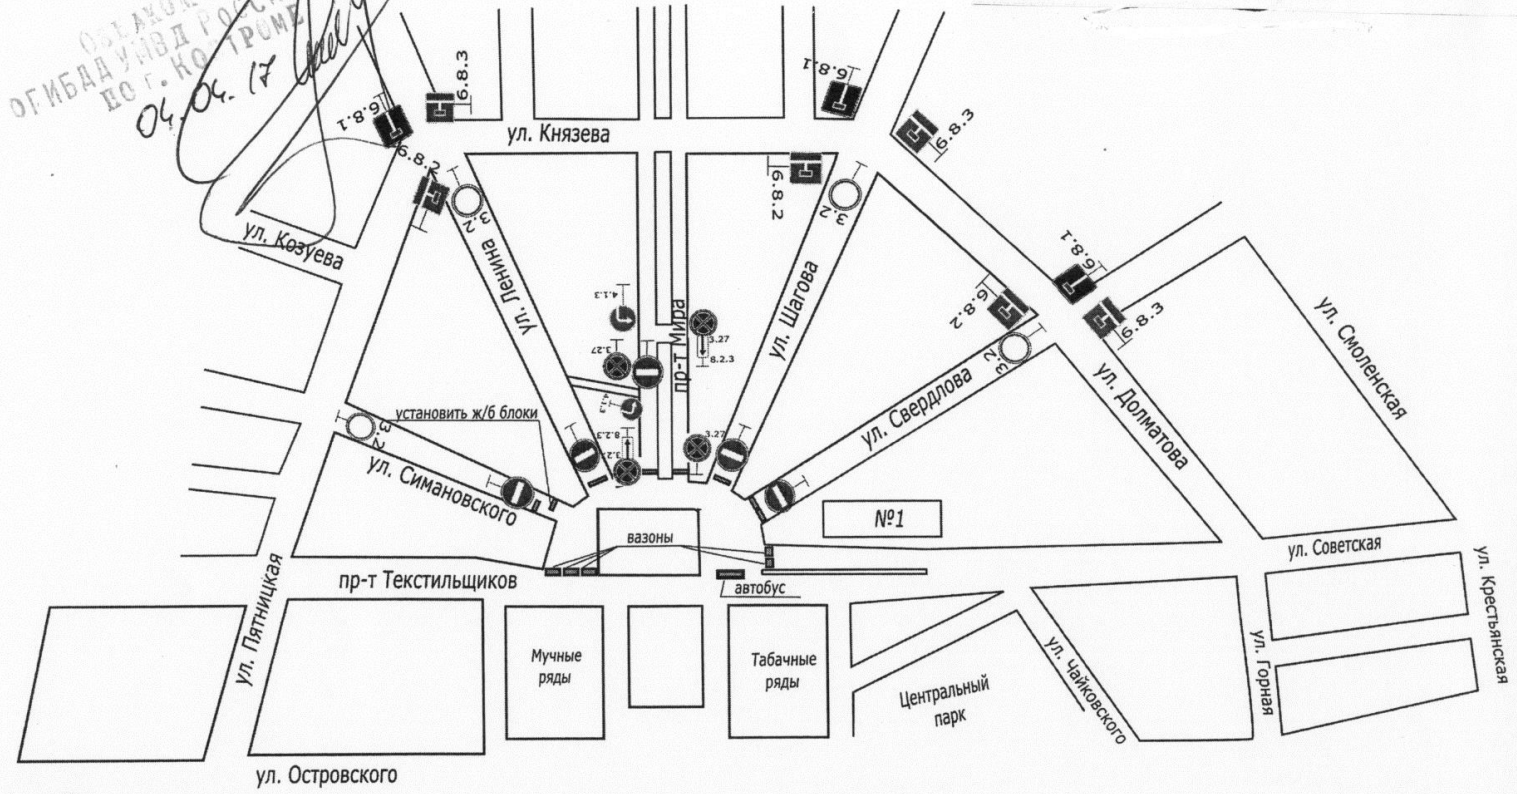 ОГИБДД УМВД РОССИ
ПО г. КОСТРОМЕ
04.04.17
6.8.3
6.8.1
6.8.1
6.8.3
ул. Князева
6.8.2
6.8.2
3.2
3.2
ул. Козуева
ул. Ленина
6.8.1
4.1.3
пр-т Мира
ул. Шагова
6.8.2
6.8.3
ул. Смоленская
3.27
3.27
8.2.3
3.2
ул. Свердлова
ул. Долматова
установить ж/б блоки
3.2
8.2.3
3.27
3.27
ул. Симановского
№1
вазоны
ул. Советская
пр-т Текстильщиков
автобус
ул. Пятницкая
ул. Крестьянская
Мучные
ряды
Табачные
ряды
ул. Чайковского
ул. Горная
Центральный
парк
ул. Островского